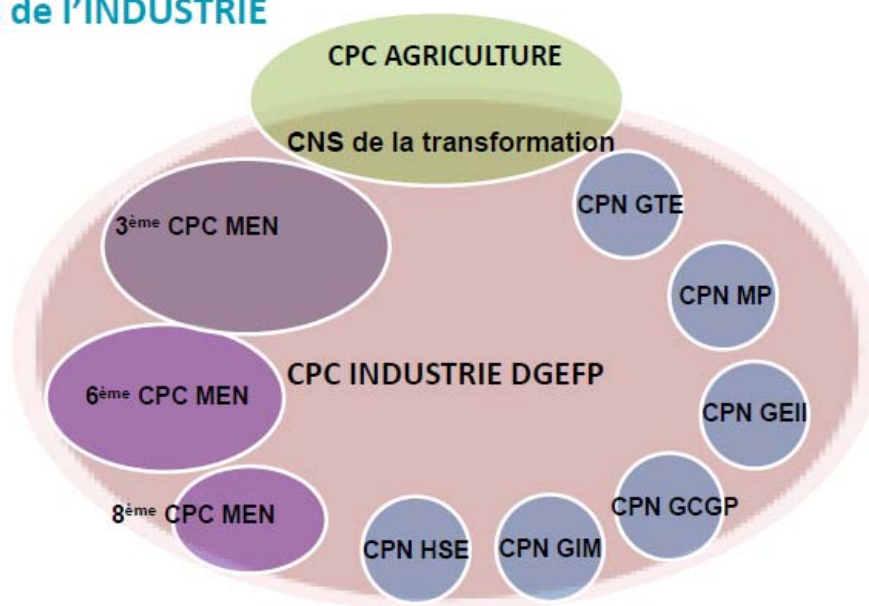 de l'INDUSTRIE
CPC AGRICULTURE
CNS de la transformation
CPN GTE
3ème CPC MEN
CPN MP
CPC INDUSTRIE DGEFP
6ème CPC MEN
CPN GEII
CPN GCGP
8ème CPC MEN
CPN HSE
CPN GIM